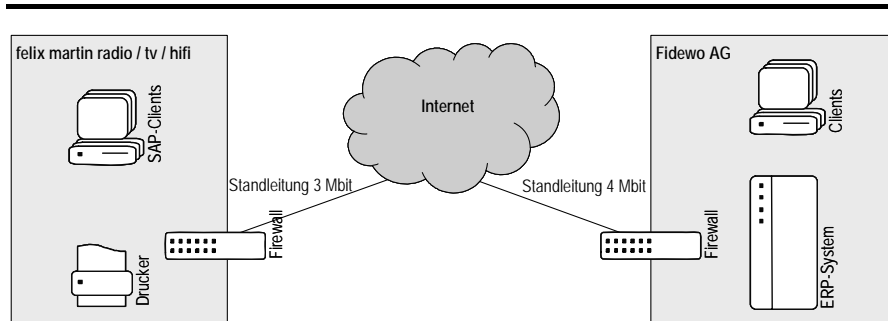 felix martin radio / tv / hifi
SAP-Clients
Drucker
Firewall
Standleitung 3 Mbit
Internet
Standleitung 4 Mbit
Firewall
Fidewo AG
Clients
ERP-System